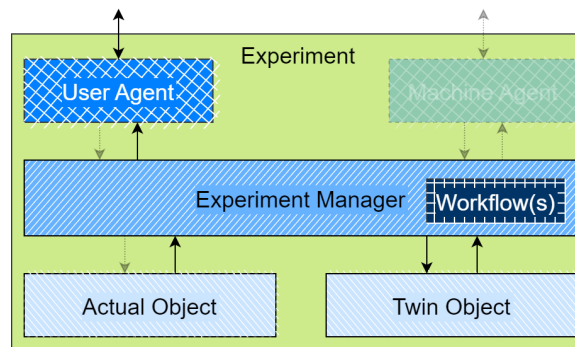 Experiment
User Agent
Machine Agent
Experiment Manager
Workflow(s)
Actual Object
Twin Object